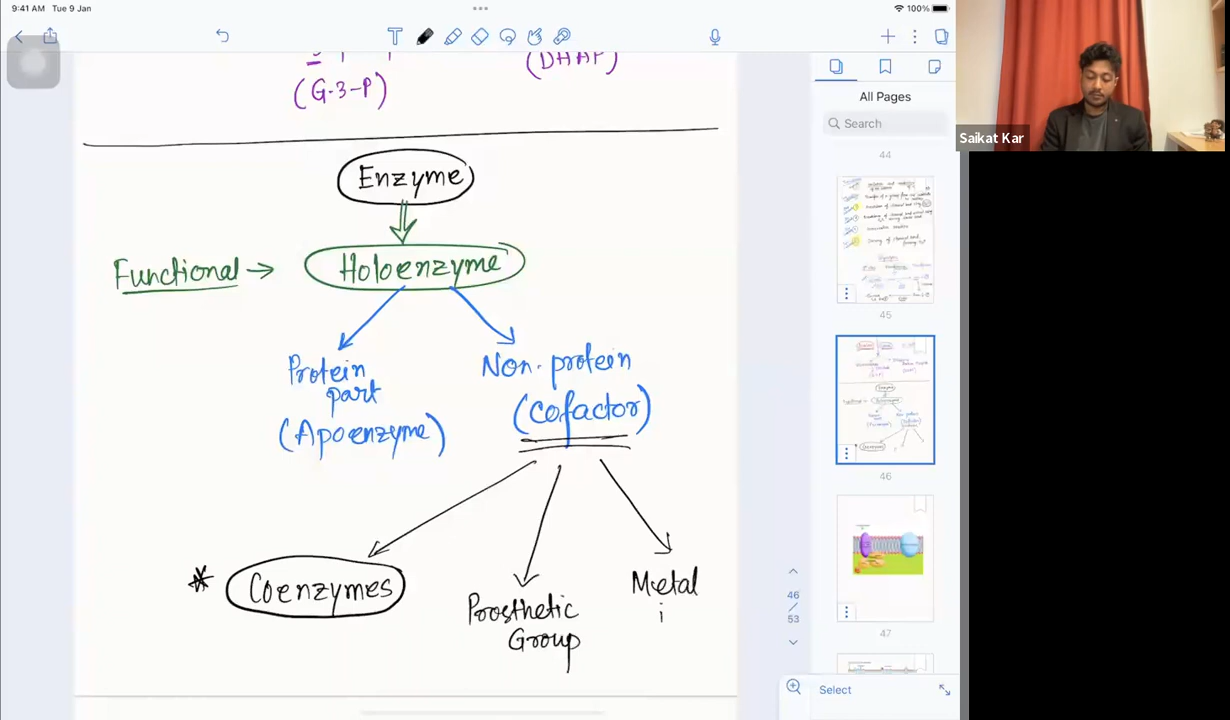 9:41 AM Tue 9 Jan
100%
(DHAP)
(G-3-P)
Enzyme
Functional → Holoenzyme
Protein
part
(Apoenzyme)
Non-protein
(Cofactor)
* Coenzymes
Prosthetic
Group
Metal
i
All Pages
Search
44
45
46
47
46
/
53
Select
Saikat Kar